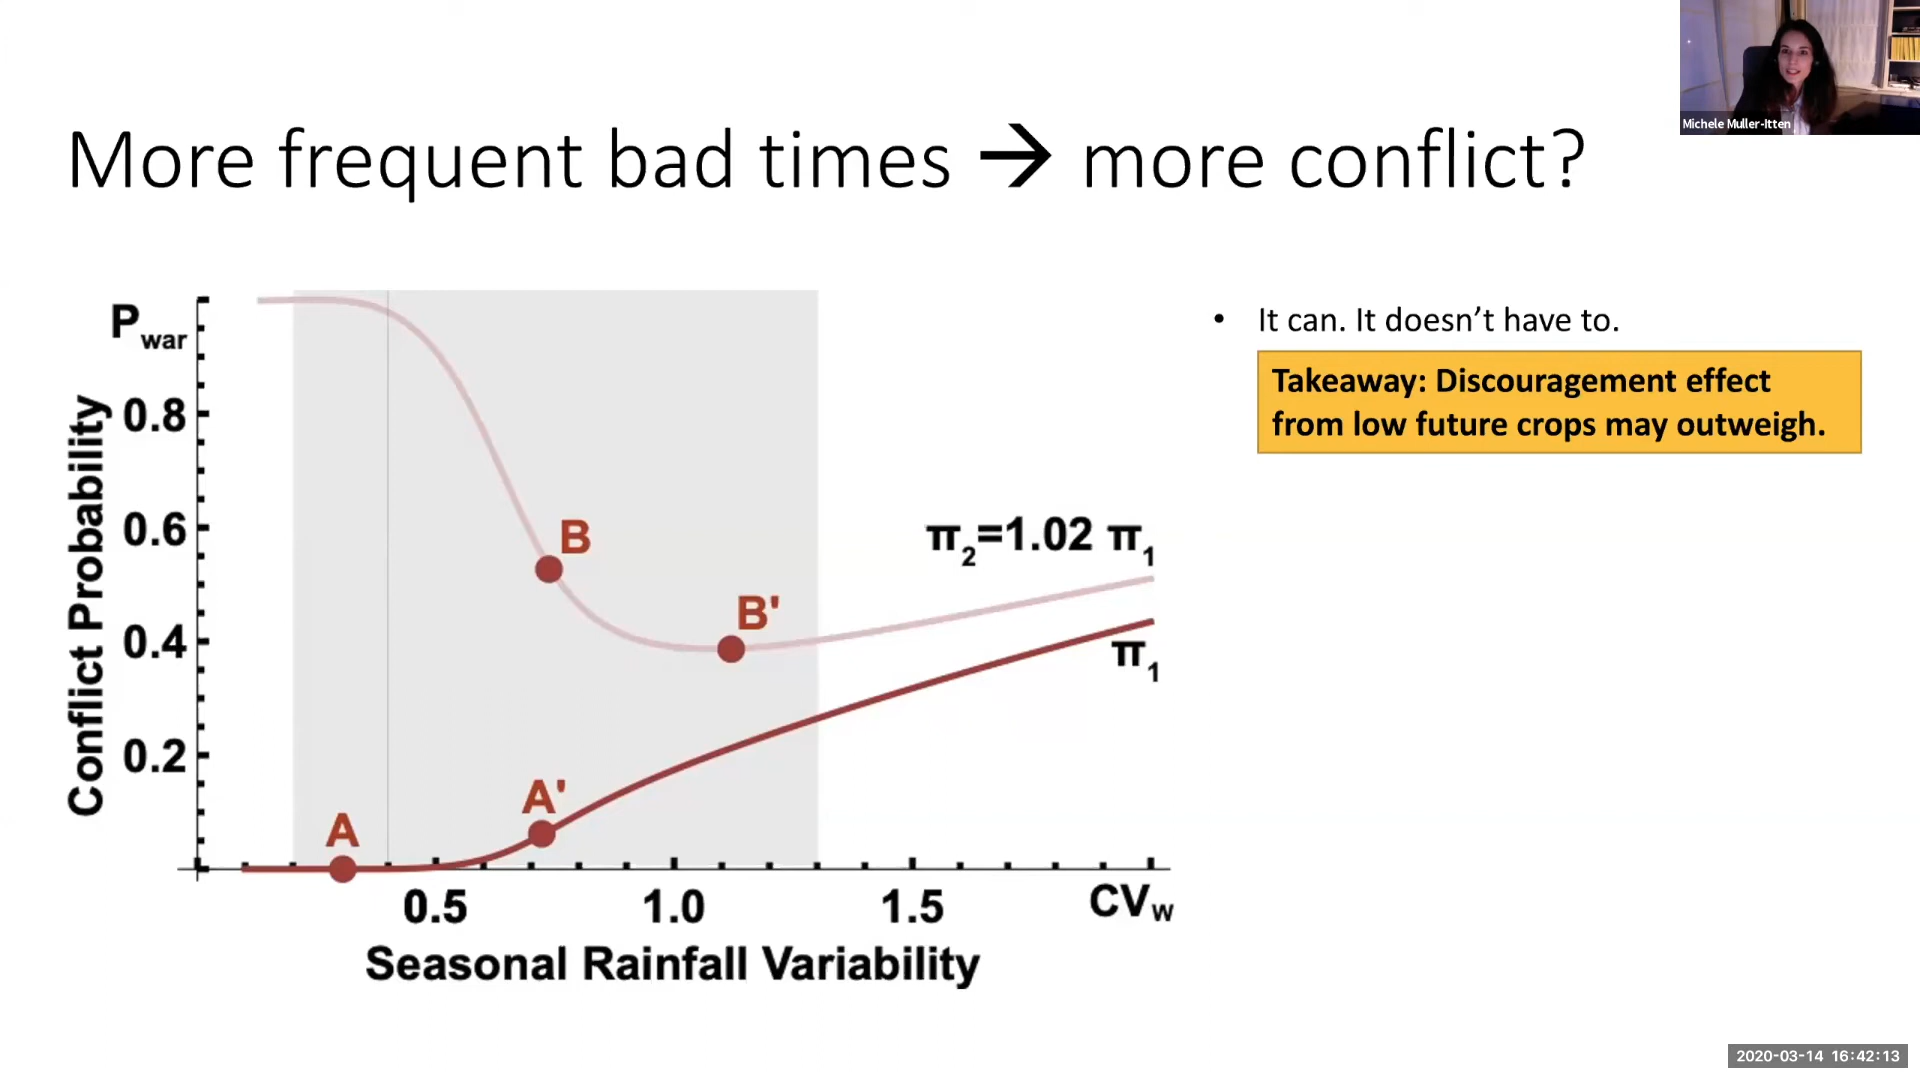 Michele Muller-Itten
More frequent bad times → more conflict?
P war
Conflict Probability
0.8
0.6
0.4
0.2
B
B'
A
A'
π2=1.02 π1
π1
0.5 1.0 1.5 CVw
Seasonal Rainfall Variability
• It can. It doesn’t have to.
Takeaway: Discouragement effect
from low future crops may outweigh.
2020-03-14 16:42:13